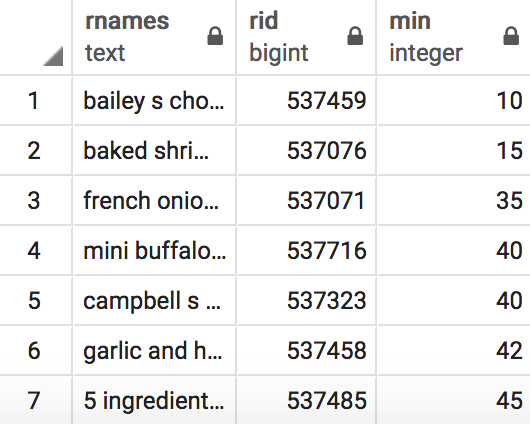 rnames rid min
text bigint integer
1 bailey s cho... 537459 10
2 baked shri... 537076 15
3 french onio... 537071 35
4 mini buffalo... 537716 40
5 campbell s ... 537323 40
6 garlic and h... 537458 42
7 5 ingredient... 537485 45